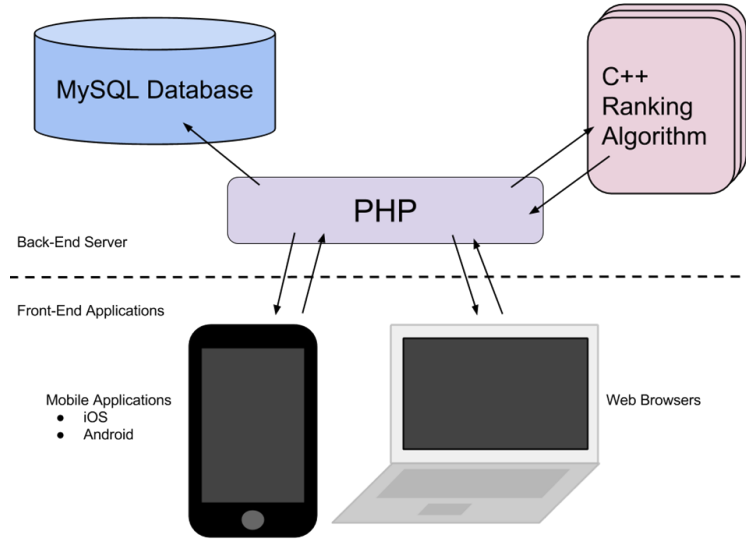 MySQL Database
C++
Ranking
Algorithm
PHP
Back-End Server
Front-End Applications
Mobile Applications
● iOS
● Android
Web Browsers